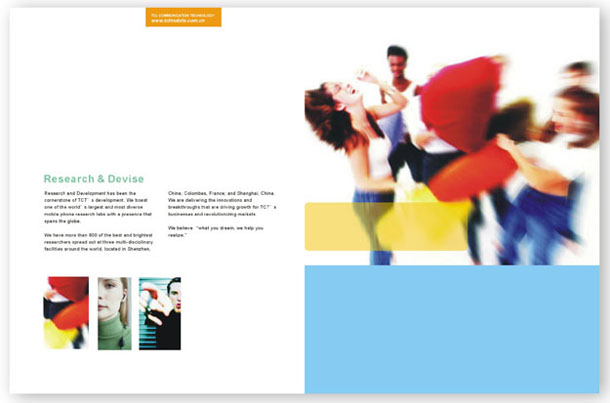 TCL COMMUNICATION TECHNOLOGY
www.tclmobile.com.cn
Research & Devise
Research and Development has been the
cornerstone of TCT' s development. We boast
one of the world' s largest and most diverse
mobile phone research labs with a presence that
spans the globe.
We have more than 800 of the best and brightest
researchers spread out at three multi-disciplinary
facilities around the world, located in Shenzhen,
China; Colombes, France; and Shanghai, China.
We are delivering the innovations and
breakthroughs that are driving growth for TCT' s
businesses and revolutionizing markets
We believe "what you dream, we help you
realize."